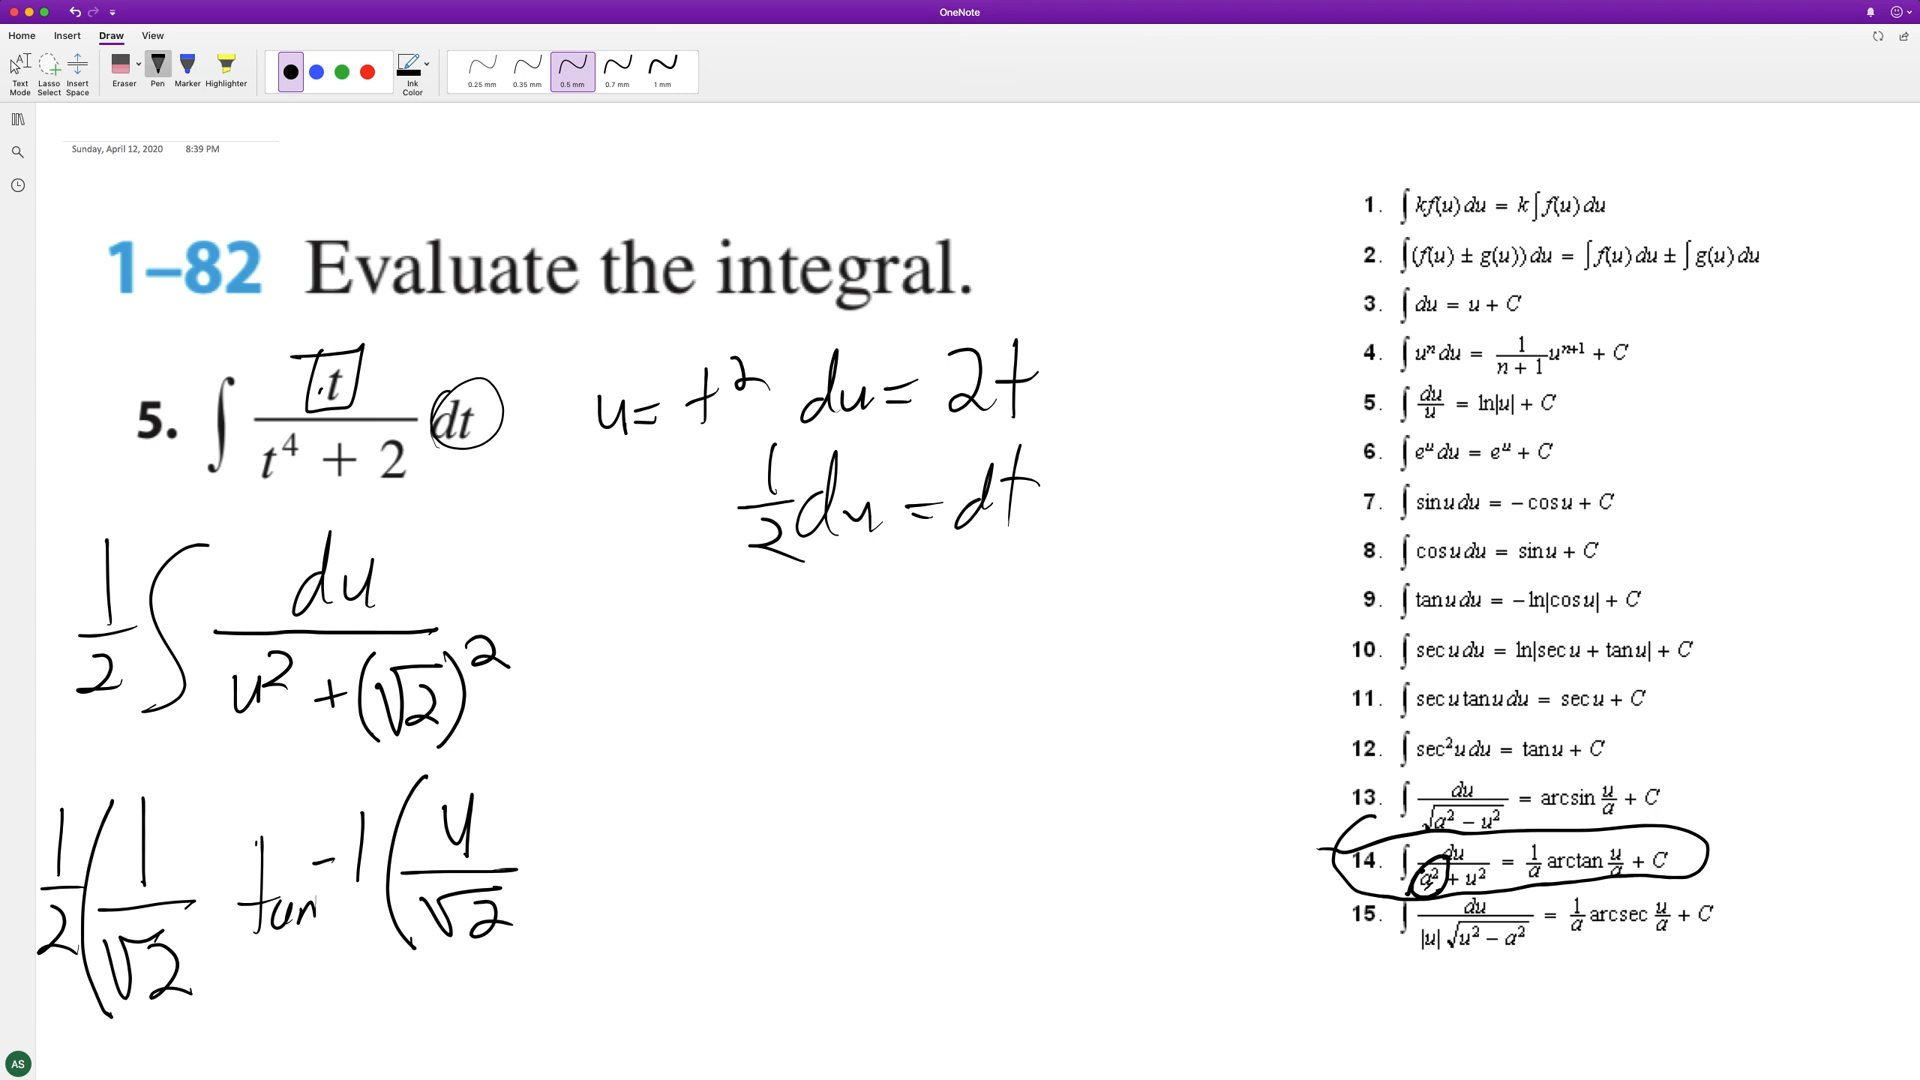 OneNote
Home Insert Draw View
Text Mode Lasso Select Insert Space Eraser Pen Marker Highlighter Ink Color 0.25 mm 0.35 mm 0.5 mm 0.7 mm 1 mm
Sunday, April 12, 2020 8:39 PM
1–82 Evaluate the integral.
5. ∫ t/(t⁴ + 2) dt
u = t² du = 2t
1/2 du = dt
1/2 ∫ du/(u² + (√2)²)
1/2 (1/√2 tan⁻¹ (u/√2
1. ∫ kf(u) du = k ∫ f(u) du
2. ∫ (f(u) ± g(u)) du = ∫ f(u) du ± ∫ g(u) du
3. ∫ du = u + C
4. ∫ uⁿ du = 1/(n + 1) uⁿ⁺¹ + C
5. ∫ du/u = ln|u| + C
6. ∫ eᵘ du = eᵘ + C
7. ∫ sin u du = – cos u + C
8. ∫ cos u du = sin u + C
9. ∫ tan u du = – ln|cos u| + C
10. ∫ sec u du = ln|sec u + tan u| + C
11. ∫ sec u tan u du = sec u + C
12. ∫ sec² u du = tan u + C
13. ∫ du/√(a² – u²) = arcsin u/a + C
14. ∫ du/(a² + u²) = 1/a arctan u/a + C
15. ∫ du/(|u| √(u² – a²)) = 1/a arcsec u/a + C
AS